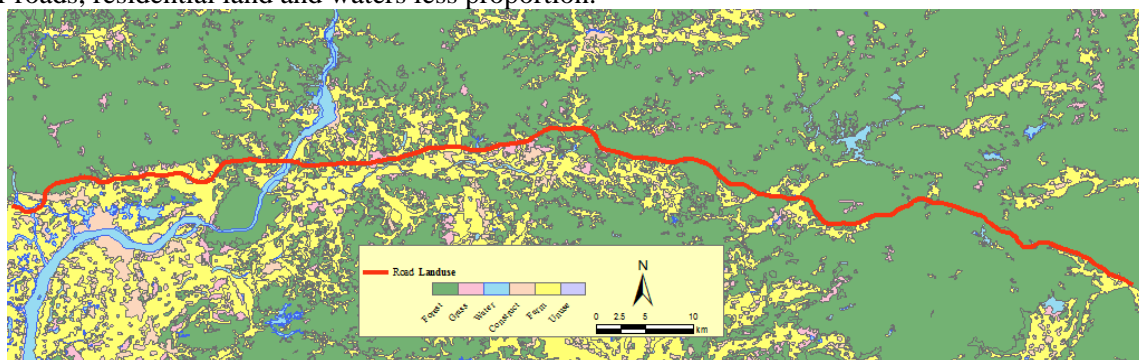 roads, residential land and waters less proportion.
Road Landuse
N
Forest Grass Water Construct Farm Unuse
0 2.5 5 10
km